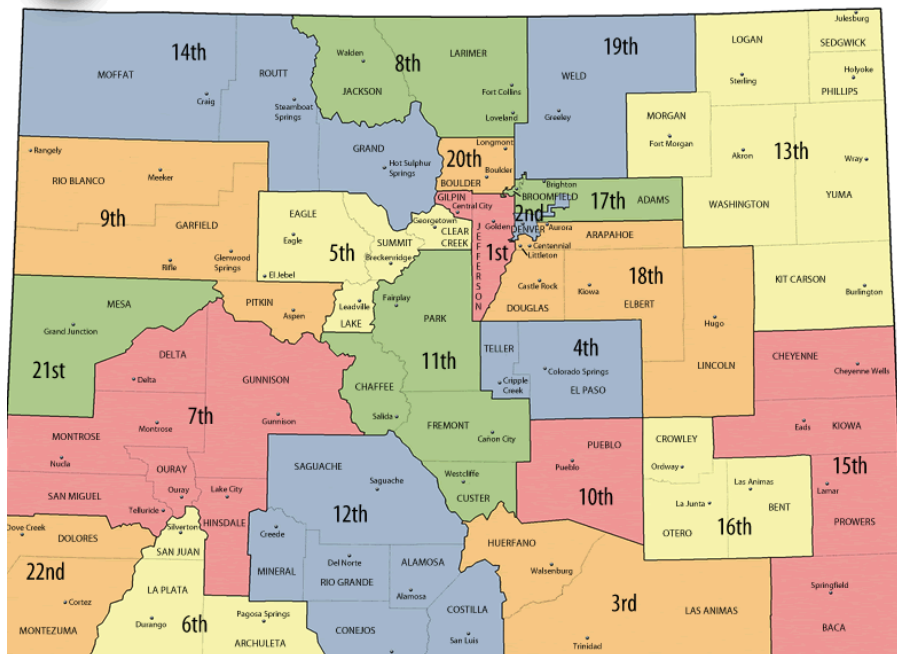 Julesburg
14th
19th
LOGAN
SEDGWICK
Walden
LARIMER
8th
MOFFAT
ROUTT
WELD
Holyoke
Sterling
PHILLIPS
JACKSON
Fort Collins
Craig
Steamboat
Springs
Loveland
Greeley
MORGAN
Fort Morgan
13th
Rangely
GRAND
Longmont
20th
Akron
Wray
Meeker
Hot Sulphur
Springs
Boulder
RIO BLANCO
BOULDER
Brighton
17th
BROOMFIELD
ADAMS
YUMA
GILPIN
Central City
WASHINGTON
9th
EAGLE
Georgetown
2nd
GARFIELD
Golden
DENVER
Aurora
ARAPAHOE
Eagle
SUMMIT
CLEAR
CREEK
JEFFERSON
1st
Centennial
Littleton
5th
Breckenridge
Glenwood
Springs
Rifle
El Jebel
18th
KIT CARSON
Castle Rock
Kiowa
Burlington
MESA
PITKIN
Leadville
Fairplay
DOUGLAS
ELBERT
Aspen
LAKE
PARK
Hugo
Grand Junction
TELLER
4th
DELTA
11th
CHEYENNE
21st
GUNNISON
Colorado Springs
LINCOLN
Cheyenne Wells
Delta
CHAFFEE
Cripple
Creek
EL PASO
7th
Gunnison
Salida
Montrose
FREMONT
MONTROSE
Cañon City
PUEBLO
CROWLEY
Eads
KIOWA
Nucla
OURAY
SAGUACHE
Pueblo
Ordway
15th
Ouray
Lake City
Saguache
Westcliffe
Las Animas
Lamar
SAN MIGUEL
CUSTER
10th
La Junta
BENT
Telluride
12th
PROWERS
Dove Creek
Silverton
HINSDALE
16th
DOLORES
Creede
OTERO
HUERFANO
SAN JUAN
Del Norte
ALAMOSA
22nd
MINERAL
RIO GRANDE
Walsenburg
Springfield
LA PLATA
Alamosa
Cortez
COSTILLA
3rd
LAS ANIMAS
Pagosa Springs
Durango
6th
MONTEZUMA
CONEJOS
San Luis
BACA
ARCHULETA
Trinidad